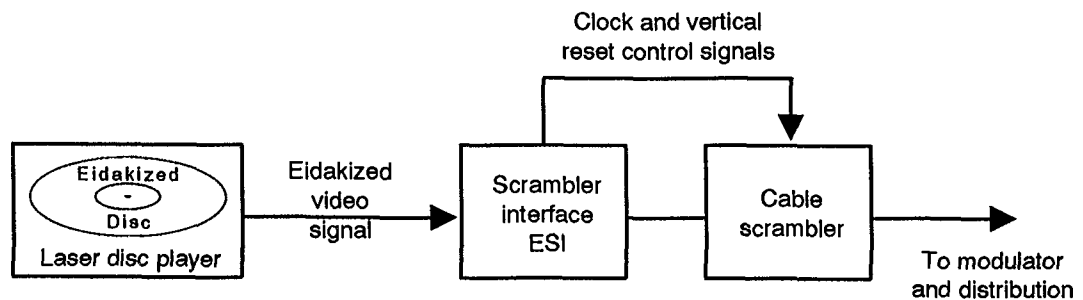 Clock and vertical
reset control signals
Eidakized
Disc
Laser disc player
Eidakized
video
signal
Scrambler
interface
ESI
Cable
scrambler
To modulator
and distribution